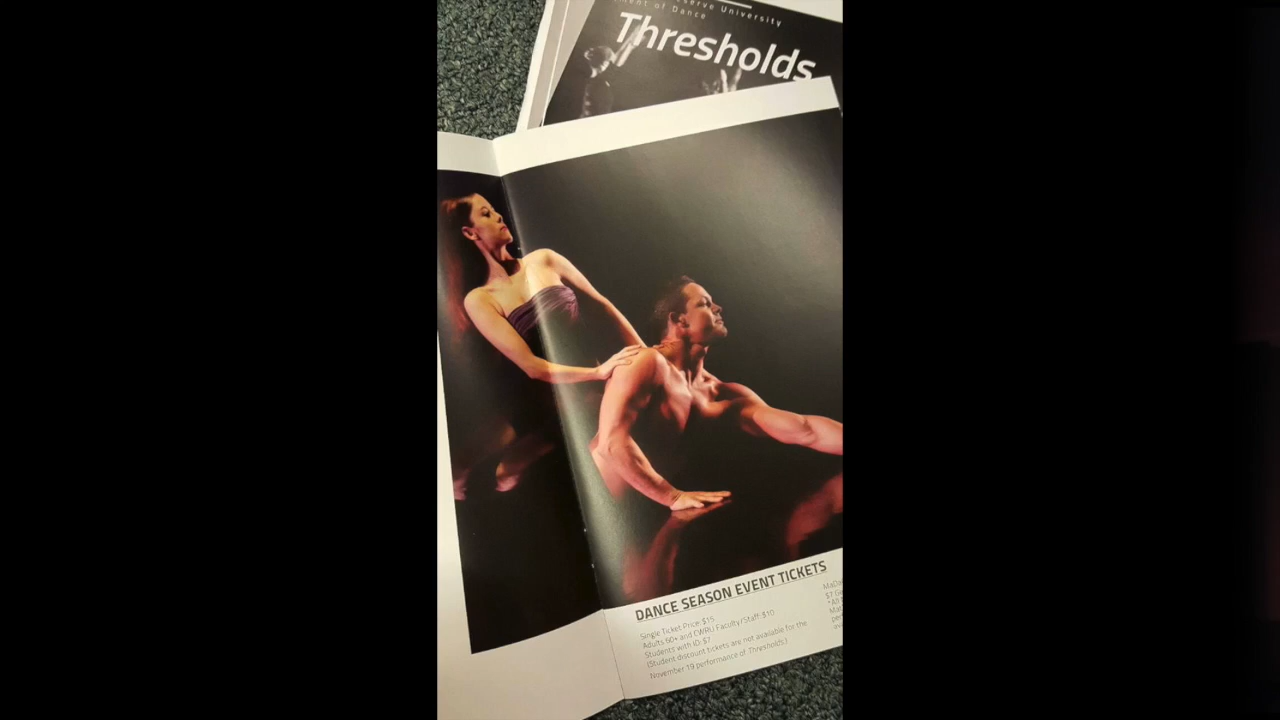 University
of Dance
Thresholds
DANCE SEASON EVENT TICKETS
Single Ticket Price: $15
Adults 60+ and CWRU Faculty/Staff: $10
Students with ID: $7
(Student discount tickets are not available for the
November 19 performance of Thresholds.)
$7